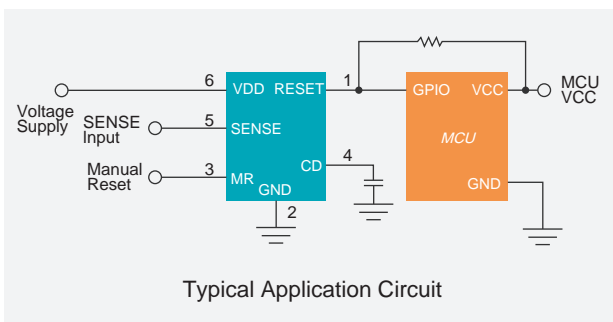 6 VDD RESET 1 GPIO VCC MCU
VCC
Voltage
Supply
SENSE
Input
5 SENSE
MCU
Manual
Reset
3 MR
CD 4
GND
2
GND
Typical Application Circuit